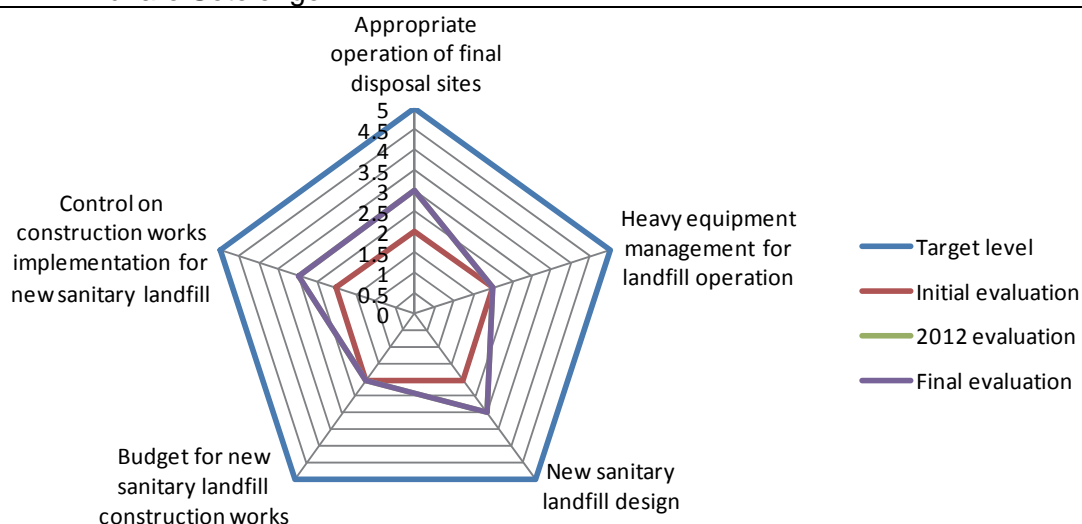 Appropriate
operation of final
disposal sites
5
4.5
4
3.5
3
2.5
2
1.5
1
0.5
0
Heavy equipment
management for
landfill operation
New sanitary
landfill design
Budget for new
sanitary landfill
construction works
Control on
construction works
implementation for
new sanitary landfill
Target level
Initial evaluation
2012 evaluation
Final evaluation